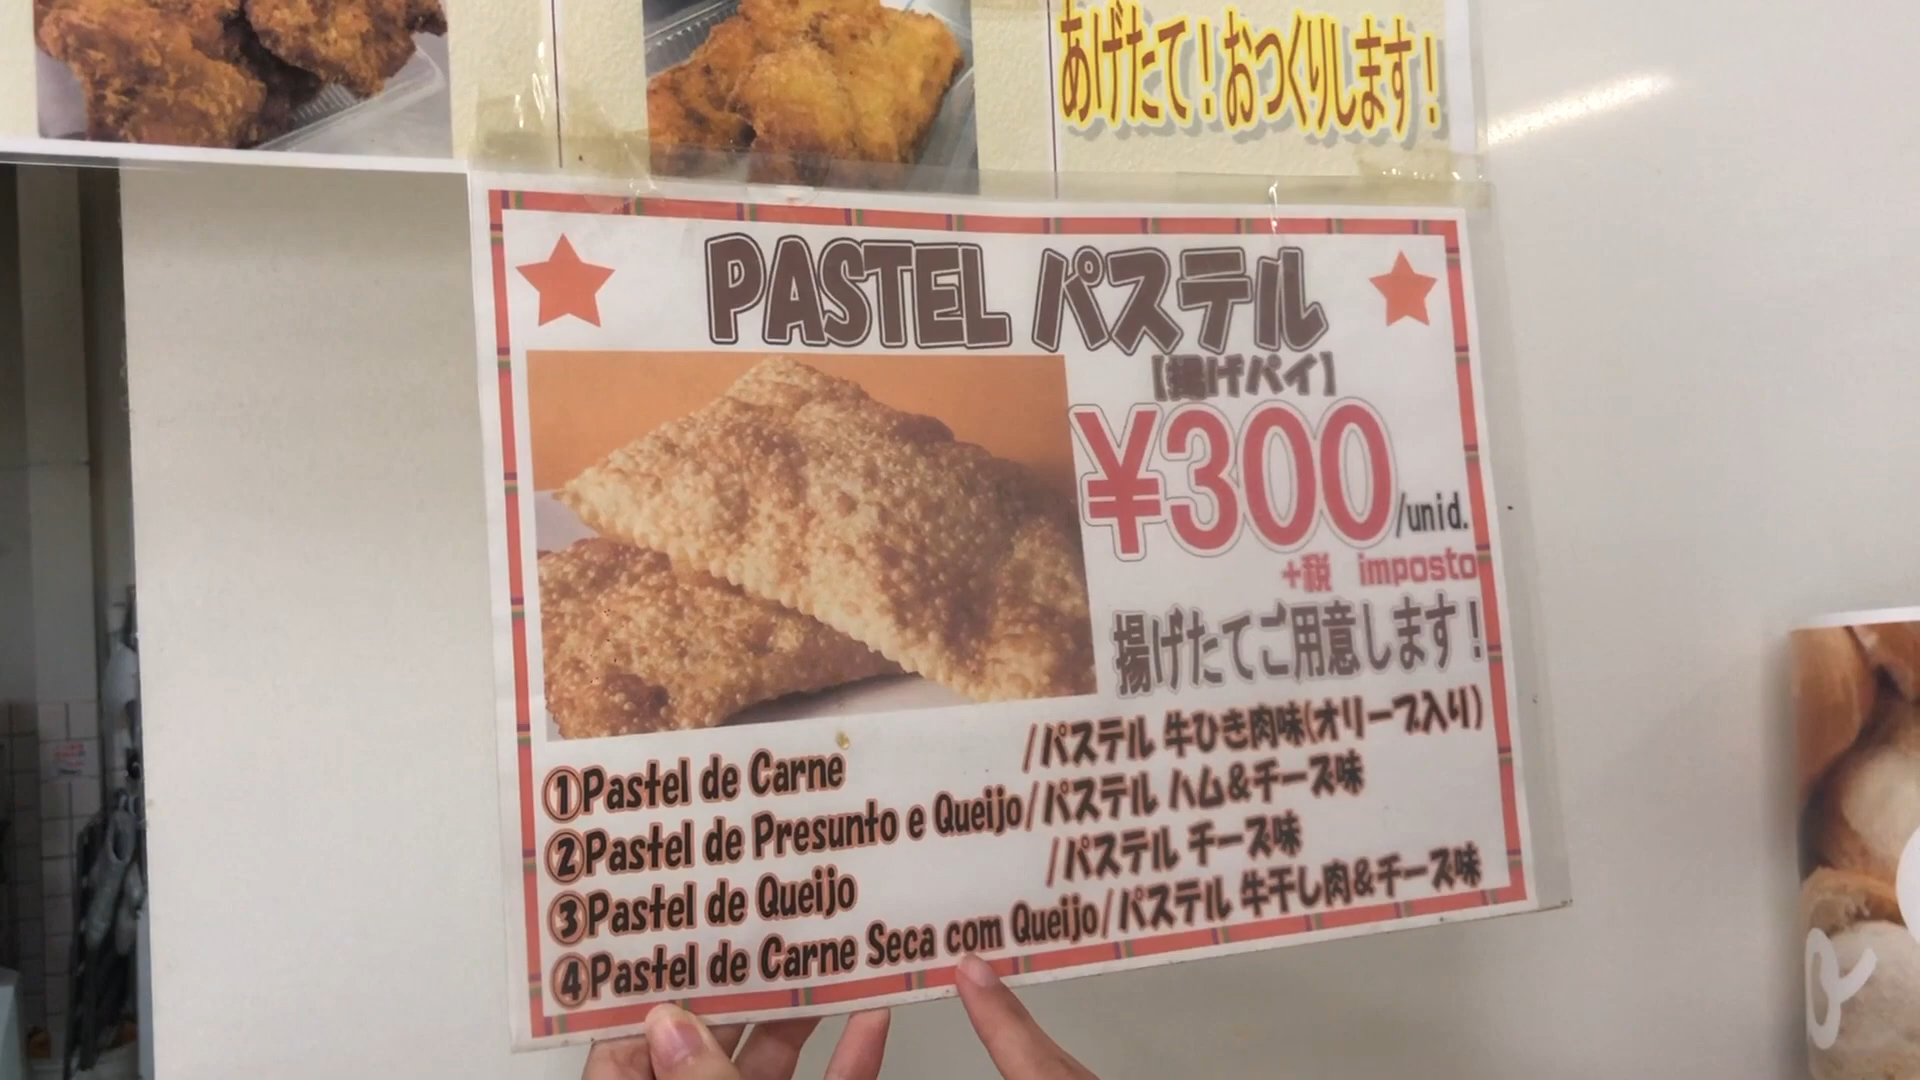 あげたて！おつくりします！
PASTEL パステル
【揚げパイ】
¥300/unid.
+税 imposto
揚げたてご用意します！
①Pastel de Carne /パステル 牛ひき肉味(オリーブ入り)
②Pastel de Presunto e Queijo/パステル ハム&チーズ味
③Pastel de Queijo /パステル チーズ味
④Pastel de Carne Seca com Queijo/パステル 牛干し肉&チーズ味